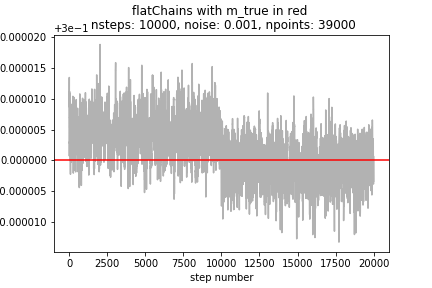 flatChains with m_true in red
+3e−1
nsteps: 10000, noise: 0.001, npoints: 39000
0.000020
0.000015
0.000010
0.000005
0.000000
0.000005
0.000010
0 2500 5000 7500 10000 12500 15000 17500 20000
step number